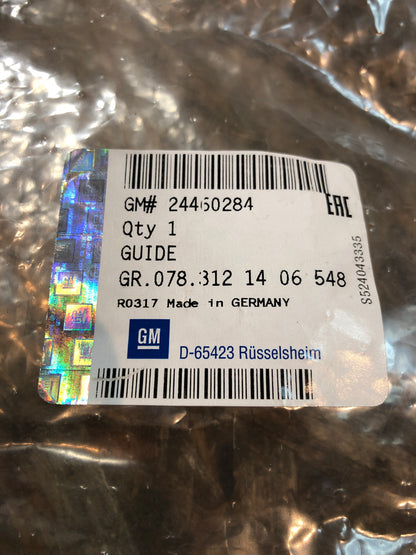 GM# 24460284
EAC
Qty 1
GUIDE
GR.078.312 14 06 548
R0317 Made in GERMANY
GM
D-65423 Rüsselsheim
S524043335